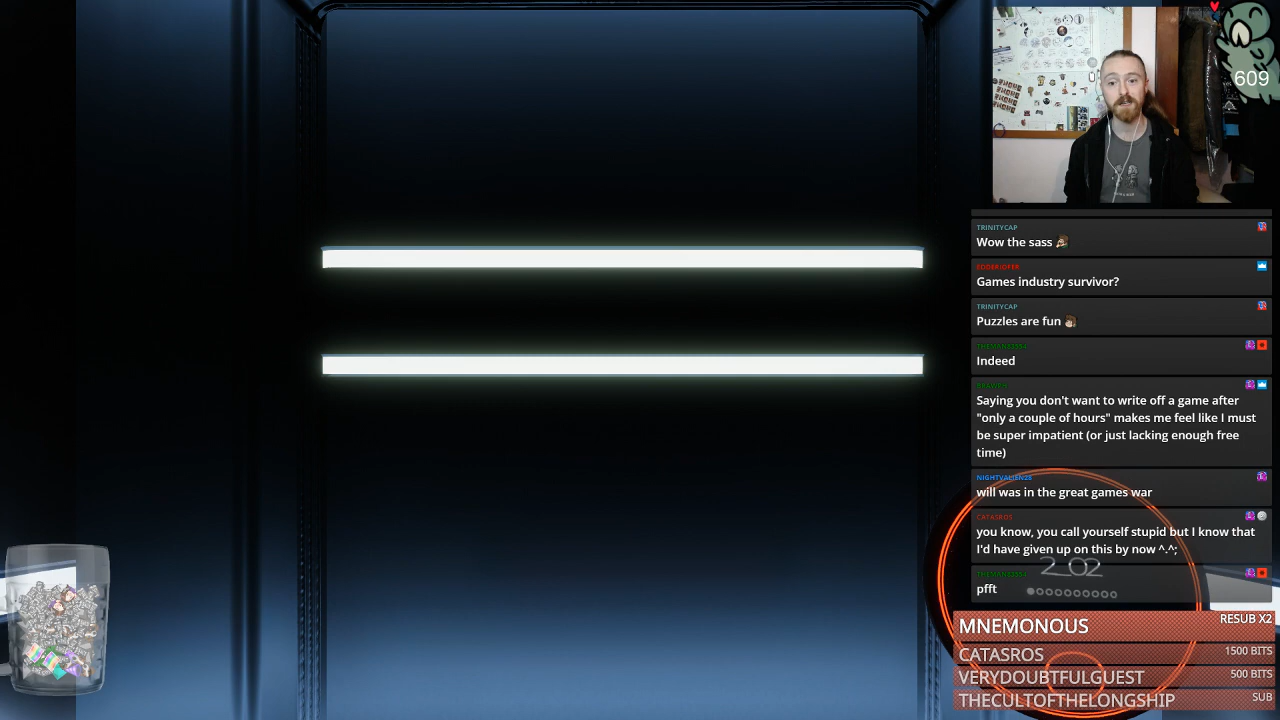 609
TRINITYCAP
Wow the sass
EDDERIOFER
Games industry survivor?
TRINITYCAP
Puzzles are fun
Indeed
Saying you don't want to write off a game after
"only a couple of hours" makes me feel like I must
be super impatient (or just lacking enough free
time)
NIGHTVALIEN28
will was in the great games war
CATASROS
you know, you call yourself stupid but I know that
I'd have given up on this by now ^.^;
2_02
pfft
MNEMONOUS
RESUB X2
CATASROS
1500 BITS
VERYDOUBTFULGUEST
500 BITS
THECULTOFTHELONGSHIP
SUB